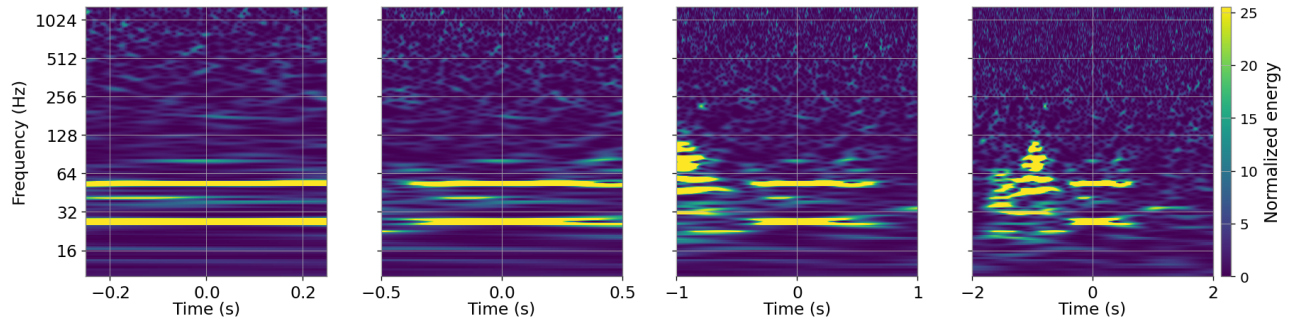 1024
512
256
128
64
32
16
Frequency (Hz)
−0.2 0.0 0.2
Time (s)
−0.5 0.0 0.5
Time (s)
−1 0 1
Time (s)
−2 0 2
Time (s)
25
20
15
10
5
0
Normalized energy